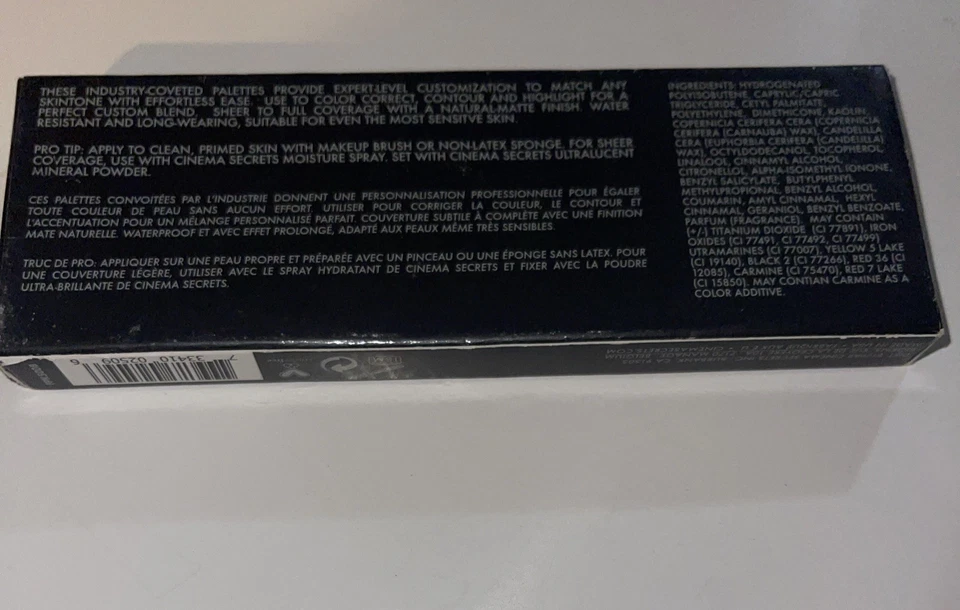 THESE INDUSTRY-COVETED PALETTES PROVIDE EXPERT-LEVEL CUSTOMIZATION TO MATCH ANY
SKINTONE WITH EFFORTLESS EASE. USE TO COLOR CORRECT, CONTOUR AND HIGHLIGHT FOR A
PERFECT CUSTOM BLEND. SHEER TO FULL COVERAGE WITH A NATURAL-MATTE FINISH. WATER
RESISTANT AND LONG-WEARING, SUITABLE FOR EVEN THE MOST SENSITVE SKIN.
PRO TIP: APPLY TO CLEAN, PRIMED SKIN WITH MAKEUP BRUSH OR NON-LATEX SPONGE. FOR SHEER
COVERAGE, USE WITH CINEMA SECRETS MOISTURE SPRAY. SET WITH CINEMA SECRETS ULTRALUCENT
MINERAL POWDER.
CES PALETTES CONVOITÉES PAR L'INDUSTRIE DONNENT UNE PERSONNALISATION PROFESSIONNELLE POUR ÉGALER
TOUTE COULEUR DE PEAU SANS AUCUN EFFORT. UTILISER POUR CORRIGER LA COULEUR, LE CONTOUR ET
L'ACCENTUATION POUR UN MÉLANGE PERSONNALISÉ PARFAIT. COUVERTURE SUBTILE À COMPLÈTE AVEC UNE FINITION
MATE NATURELLE. WATERPROOF ET AVEC EFFET PROLONGÉ, ADAPTÉ AUX PEAUX MÊME TRÈS SENSIBLES.
TRUC DE PRO: APPLIQUER SUR UNE PEAU PROPRE ET PRÉPARÉE AVEC UN PINCEAU OU UNE ÉPONGE SANS LATEX. POUR
UNE COUVERTURE LÉGÈRE, UTILISER AVEC LE SPRAY HYDRATANT DE CINEMA SECRETS ET FIXER AVEC LA POUDRE
ULTRA-BRILLANTE DE CINEMA SECRETS.
INGREDIENTS: HYDROGENATED
POLYISOBUTENE, CAPRYLIC/CAPRIC
TRIGLYCERIDE, CETYL PALMITATE,
POLYETHYLENE, DIMETHICONE, KAOLIN,
COPERNICIA CERIFERA CERA (COPERNICIA
CERIFERA (CARNAUBA) WAX), CANDELILLA
CERA (EUPHORBIA CERIFERA (CANDELILLA)
WAX), OCTYLDODECANOL, TOCOPHEROL,
LINALOOL, CINNAMYL ALCOHOL,
CITRONELLOL, ALPHA-ISOMETHYL IONONE,
BENZYL SALICYLATE, BUTYLPHENYL
METHYLPROPIONAL, BENZYL ALCOHOL,
COUMARIN, AMYL CINNAMAL, HEXYL
CINNAMAL, GERANIOL, BENZYL BENZOATE,
PARFUM (FRAGRANCE). MAY CONTAIN
(+/-) TITANIUM DIOXIDE (CI 77891), IRON
OXIDES (CI 77491, CI 77492, CI 77499)
UTRAMARINES (CI 77007), YELLOW 5 LAKE
(CI 19140), BLACK 2 (CI 77266), RED 36 (CI
12085), CARMINE (CI 75470), RED 7 LAKE
(CI 15850). MAY CONTIAN CARMINE AS A
COLOR ADDITIVE.
7 33410 02509 6